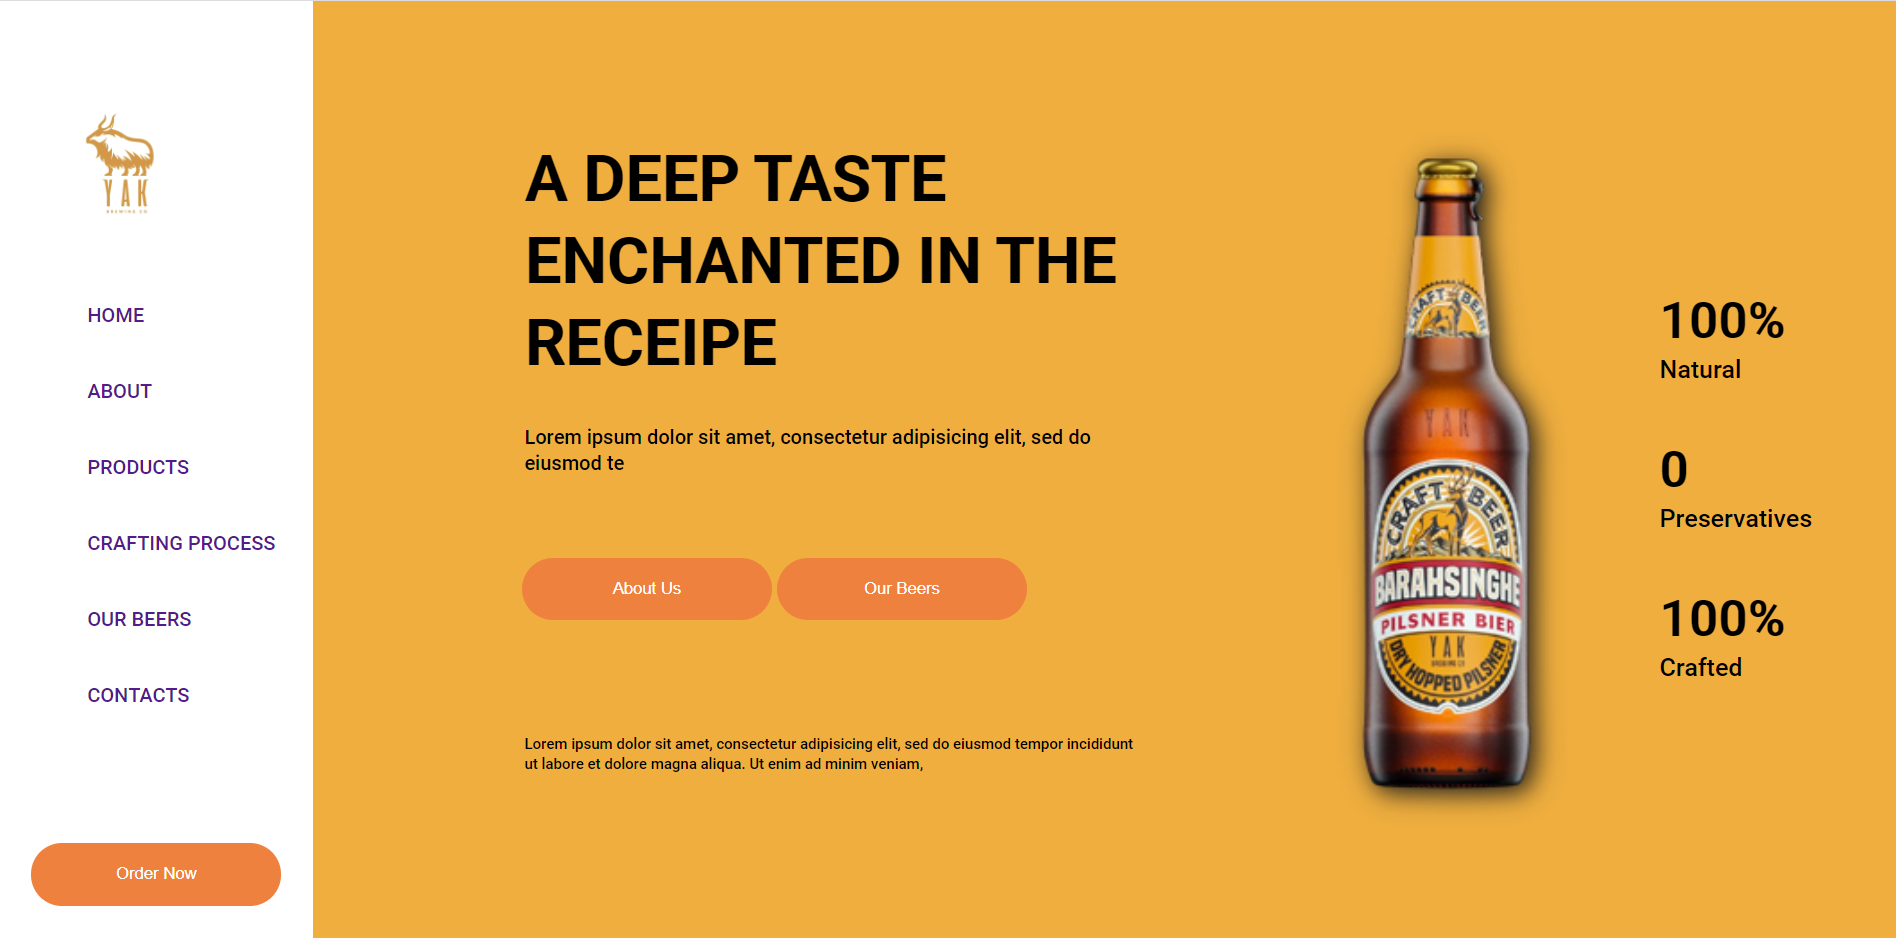 YAK
BREWING CO
HOME
ABOUT
PRODUCTS
CRAFTING PROCESS
OUR BEERS
CONTACTS
Order Now
A DEEP TASTE
ENCHANTED IN THE
RECEIPE
Lorem ipsum dolor sit amet, consectetur adipisicing elit, sed do
eiusmod te
About Us
Our Beers
Lorem ipsum dolor sit amet, consectetur adipisicing elit, sed do eiusmod tempor incididunt
ut labore et dolore magna aliqua. Ut enim ad minim veniam,
CRAFT BEER
YAK
CRAFT BEER
BARAHSINGHE
PILSNER BIER
YAK
BREWING CO
DRY HOPPED PILSNER
100%
Natural
0
Preservatives
100%
Crafted